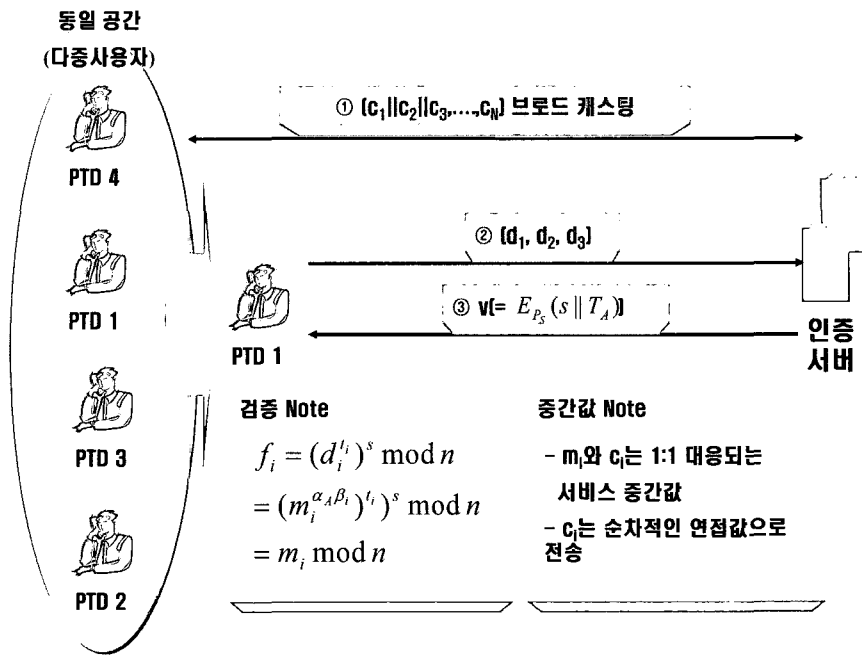 동일 공간
(다중사용자)
PTD 4
PTD 1
PTD 3
PTD 2
① (c₁||c₂||c₃,....,c_N) 브로드 캐스팅
② (d₁, d₂, d₃)
③ v(= E_{P_S}(s || T_A))
PTD 1
인증
서버
검증 Note
f_i = (d_i^{t_i})^s mod n
= (m_i^{α_A β_i})^{t_i})^s mod n
= m_i mod n
중간값 Note
– m_i와 c_i는 1:1 대응되는
서비스 중간값
– c_i는 순차적인 연접값으로
전송